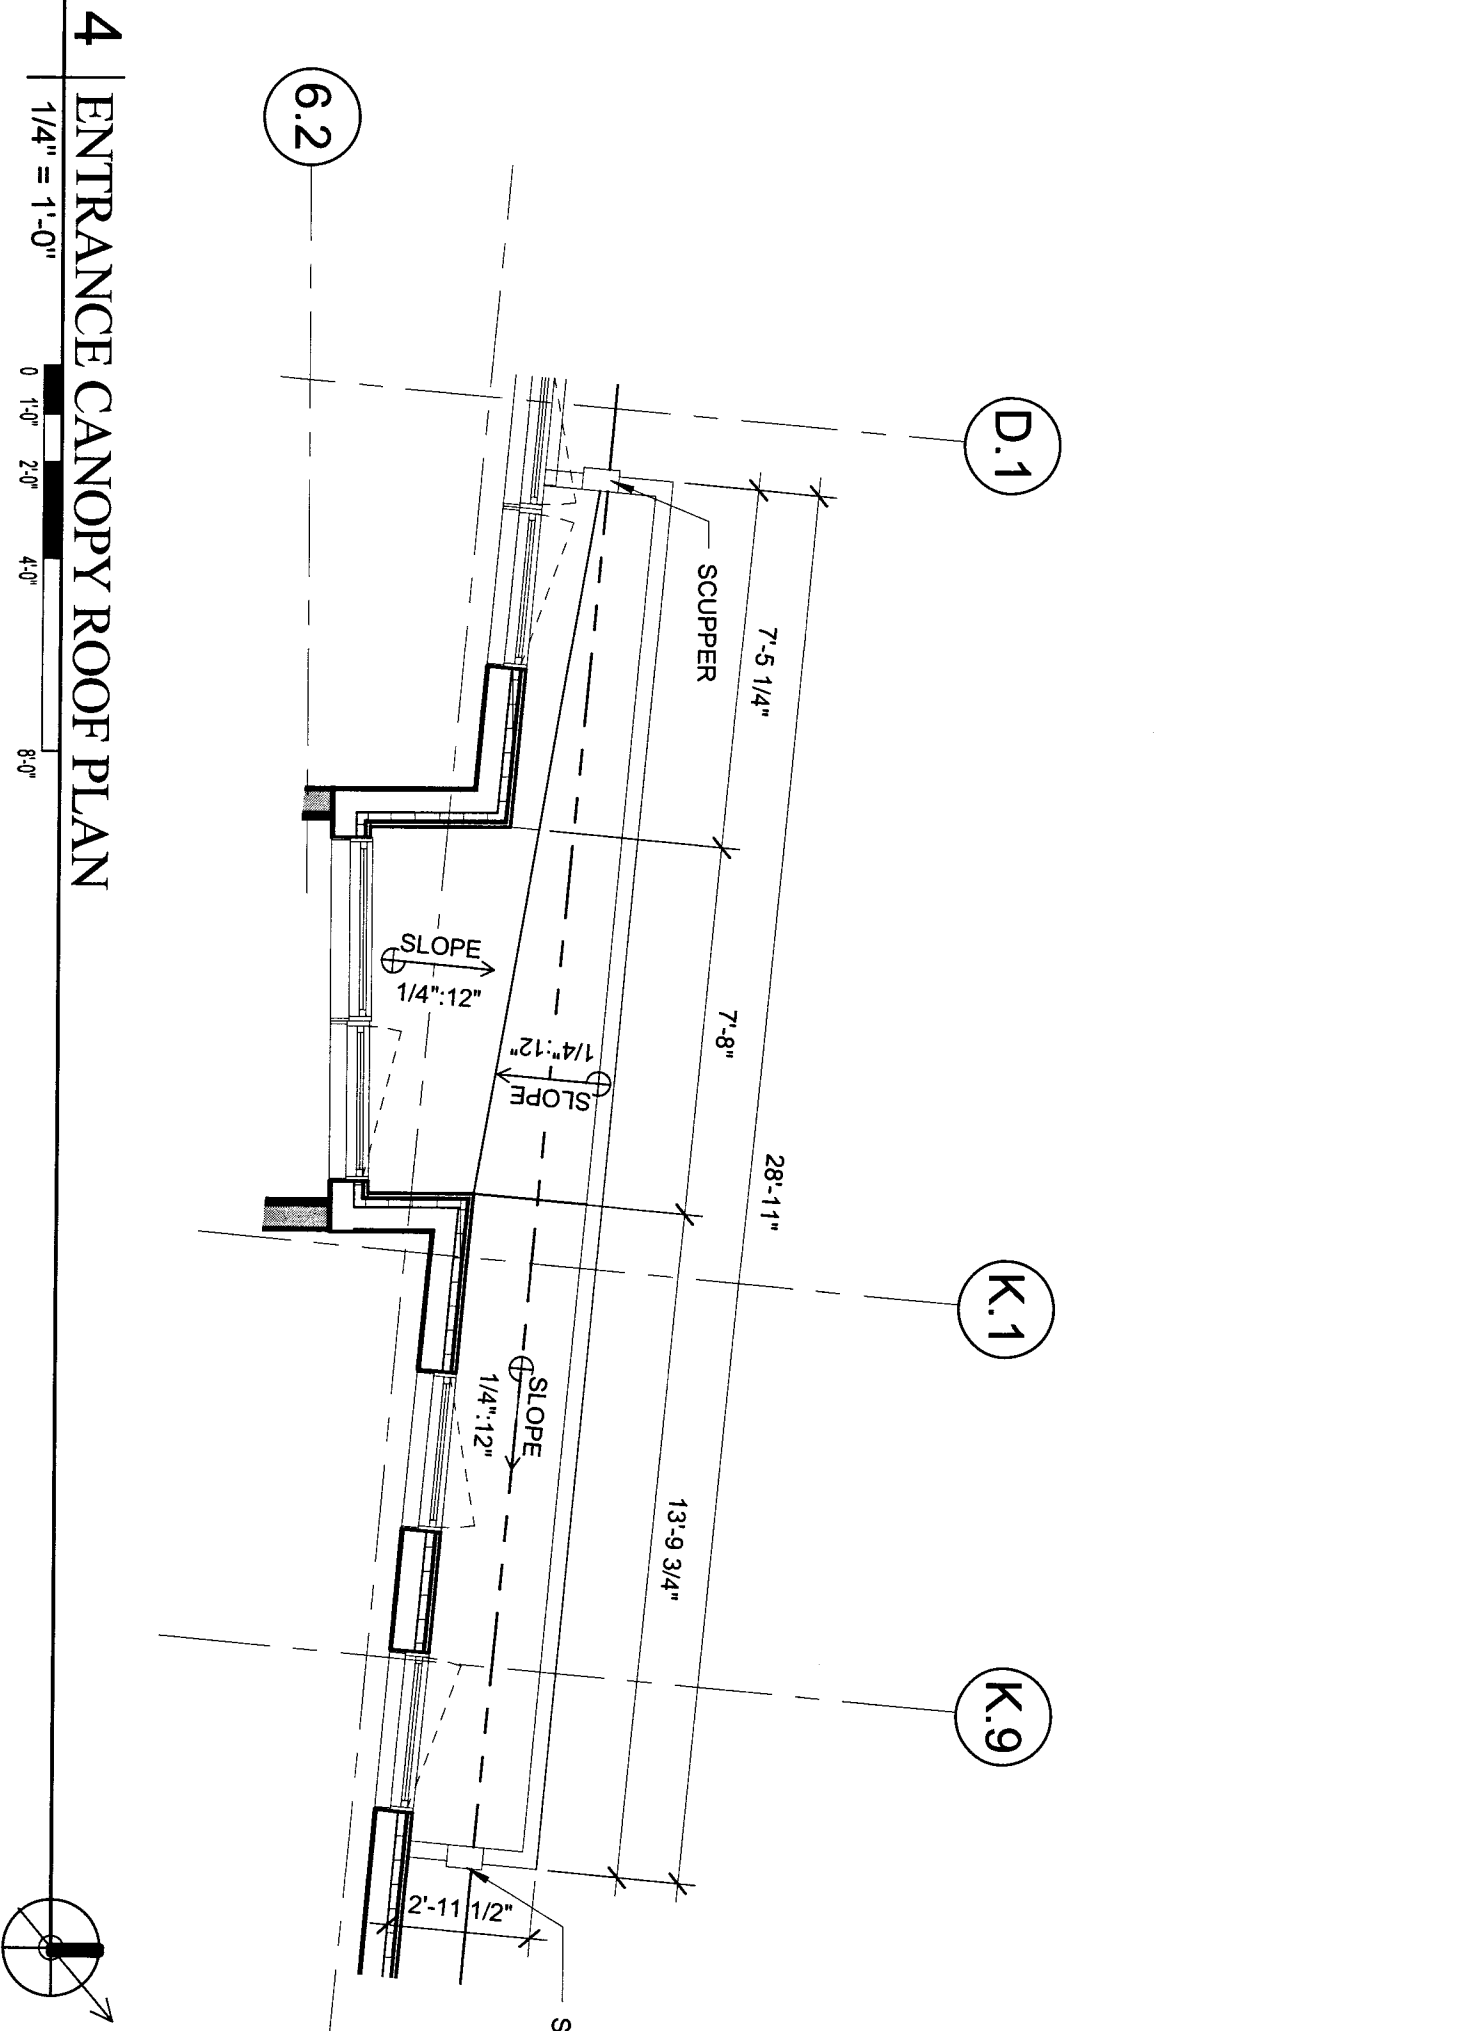 D.1
K.1
K.9
6.2
28'-11"
7'-5 1/4"
7'-8"
13'-9 3/4"
SCUPPER
SLOPE
1/4":12"
SLOPE
1/4":12"
SLOPE
1/4":12"
2'-11 1/2"
S
4
ENTRANCE CANOPY ROOF PLAN
1/4" = 1'-0"
0 1'-0" 2'-0" 4'-0" 8'-0"